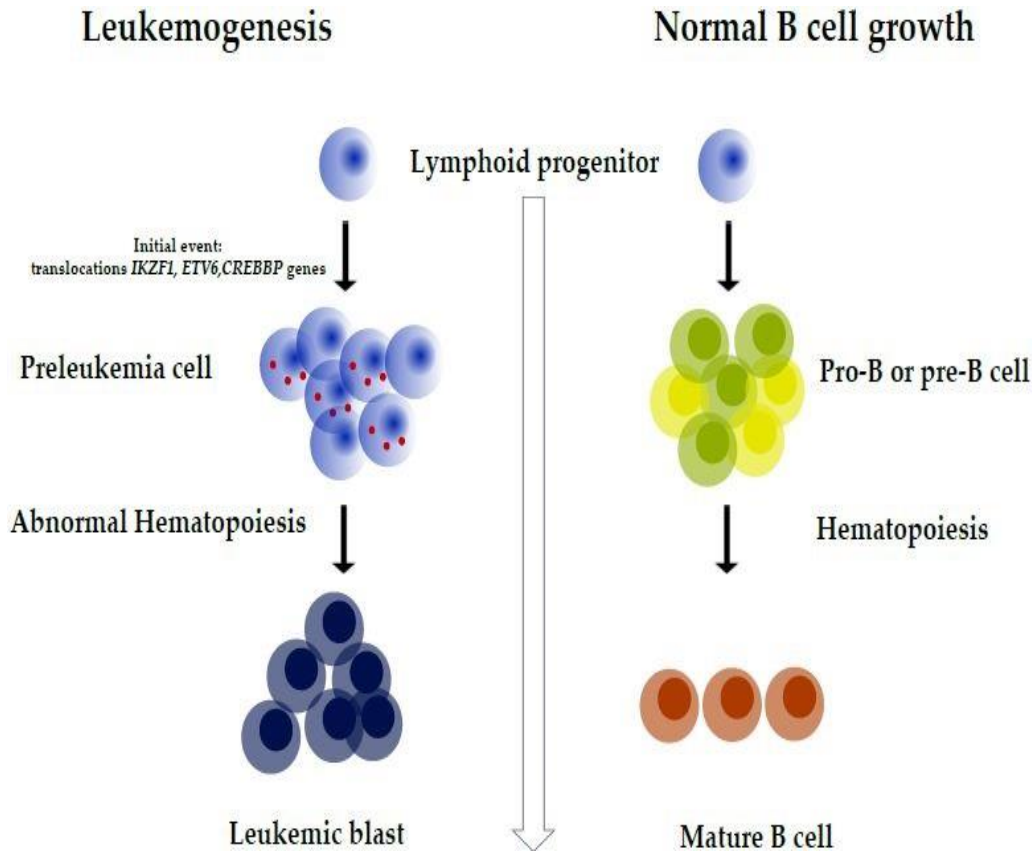 Leukemogenesis
Normal B cell growth
Lymphoid progenitor
Initial event:
translocations IKZF1, ETV6,CREBBP genes
Preleukemia cell
Pro-B or pre-B cell
Abnormal Hematopoiesis
Hematopoiesis
Leukemic blast
Mature B cell